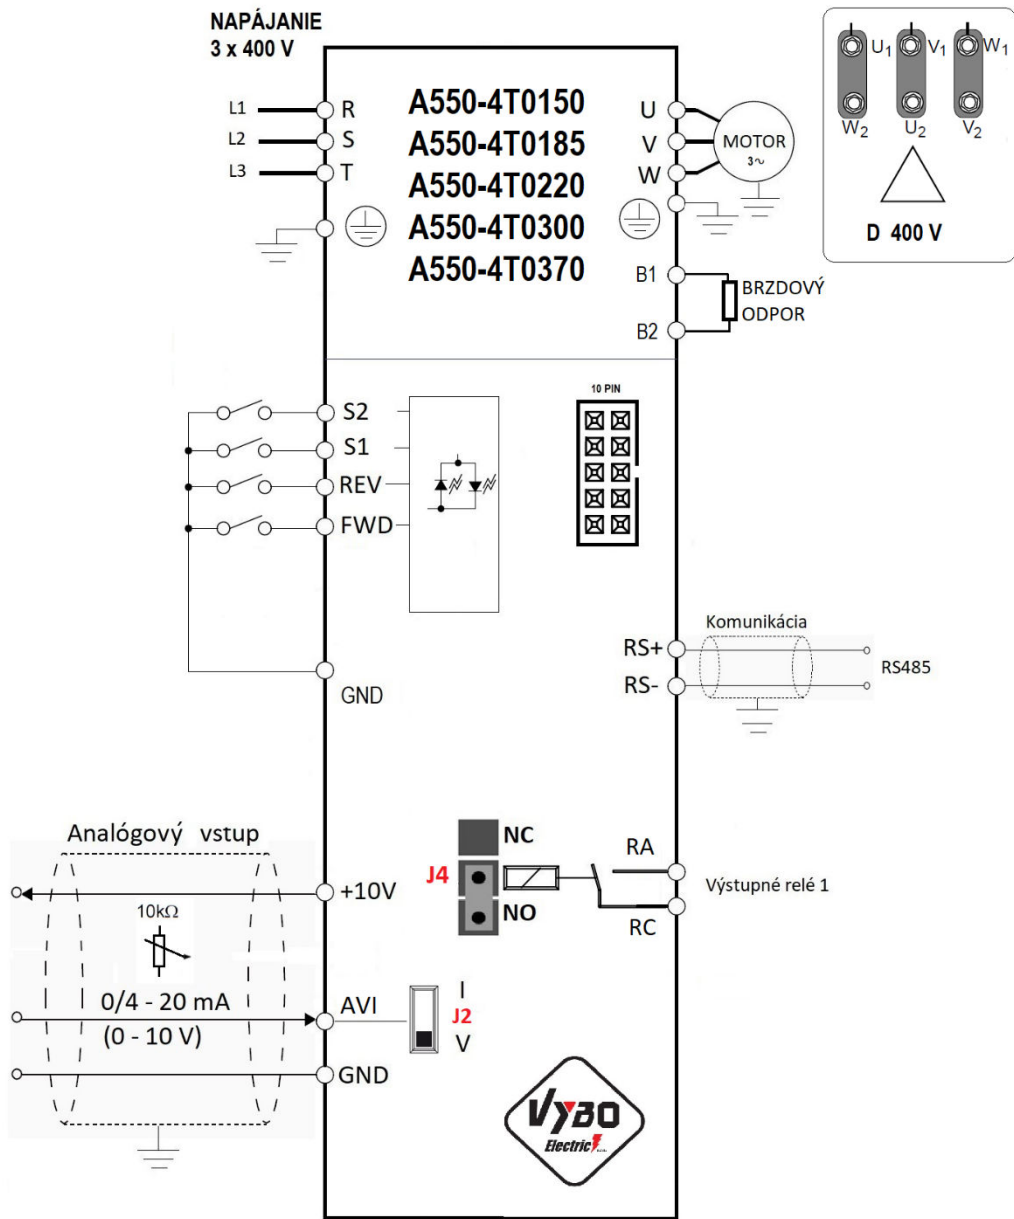 NAPÁJANIE
3 x 400 V
L1
L2
L3
R
S
T
A550-4T0150
A550-4T0185
A550-4T0220
A550-4T0300
A550-4T0370
U
V
W
MOTOR
3~
U1
V1
W1
W2
U2
V2
D 400 V
B1
B2
BRZDOVÝ
ODPOR
S2
S1
REV
FWD
GND
10 PIN
Komunikácia
RS+
RS-
RS485
Analógový vstup
+10V
10kΩ
0/4 - 20 mA
(0 - 10 V)
AVI
GND
I
J2
V
NC
J4
NO
RA
RC
Výstupné relé 1
VYBO
Electric